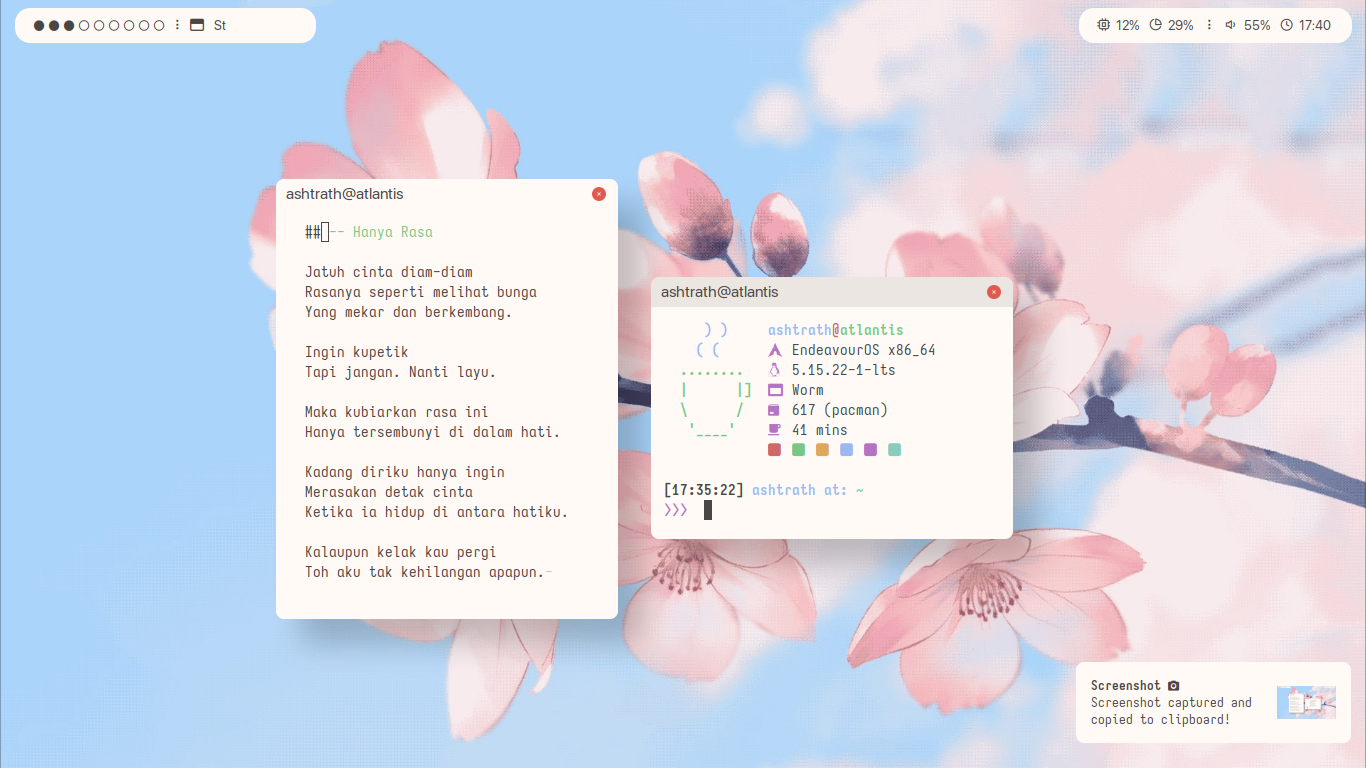 St
12% 29% 55% 17:40
ashtrath@atlantis
## -- Hanya Rasa
Jatuh cinta diam-diam
Rasanya seperti melihat bunga
Yang mekar dan berkembang.
Ingin kupetik
Tapi jangan. Nanti layu.
Maka kubiarkan rasa ini
Hanya tersembunyi di dalam hati.
Kadang diriku hanya ingin
Merasakan detak cinta
Ketika ia hidup di antara hatiku.
Kalaupun kelak kau pergi
Toh aku tak kehilangan apapun.-
ashtrath@atlantis
ashtrath@atlantis
EndeavourOS x86_64
5.15.22-1-lts
Worm
617 (pacman)
41 mins
[17:35:22] ashtrath at: ~
>>>
Screenshot
Screenshot captured and
copied to clipboard!